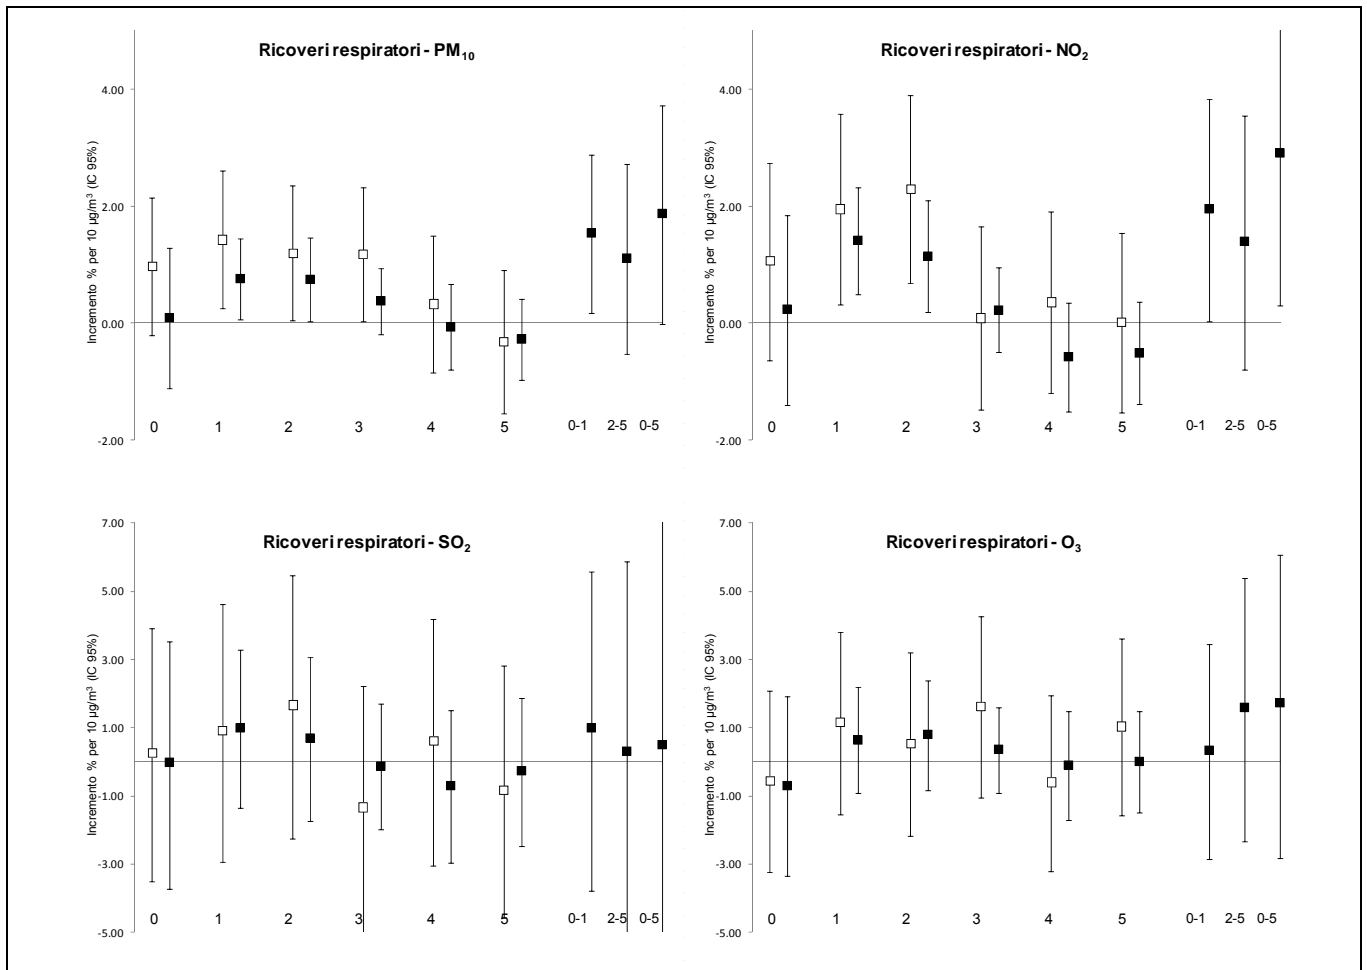 Ricoveri respiratori - PM10
Incremento % per 10 µg/m³ (IC 95%)
4.00
2.00
0.00
-2.00
0 1 2 3 4 5 0-1 2-5 0-5
Ricoveri respiratori - NO2
Incremento % per 10 µg/m³ (IC 95%)
4.00
2.00
0.00
-2.00
0 1 2 3 4 5 0-1 2-5 0-5
Ricoveri respiratori - SO2
Incremento % per 10 µg/m³ (IC 95%)
7.00
5.00
3.00
1.00
-1.00
-3.00
-5.00
0 1 2 3 4 5 0-1 2-5 0-5
Ricoveri respiratori - O3
Incremento % per 10 µg/m³ (IC 95%)
7.00
5.00
3.00
1.00
-1.00
-3.00
-5.00
0 1 2 3 4 5 0-1 2-5 0-5